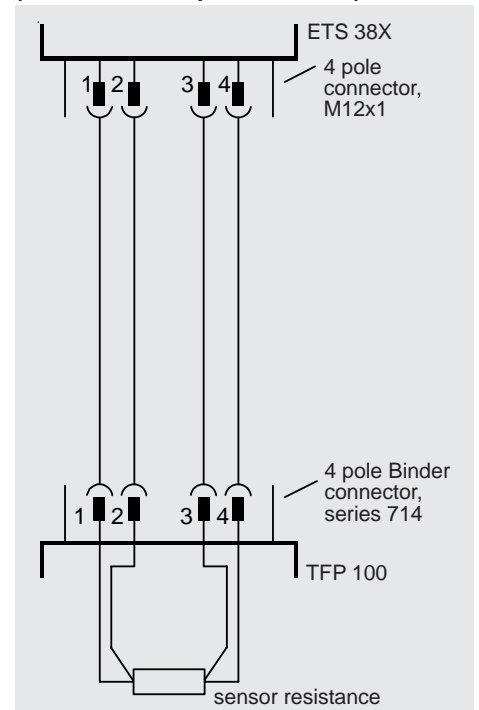 ETS 38X
4 pole
connector,
M12x1
1 2 3 4
4 pole Binder
connector,
series 714
1 2 3 4
TFP 100
sensor resistance